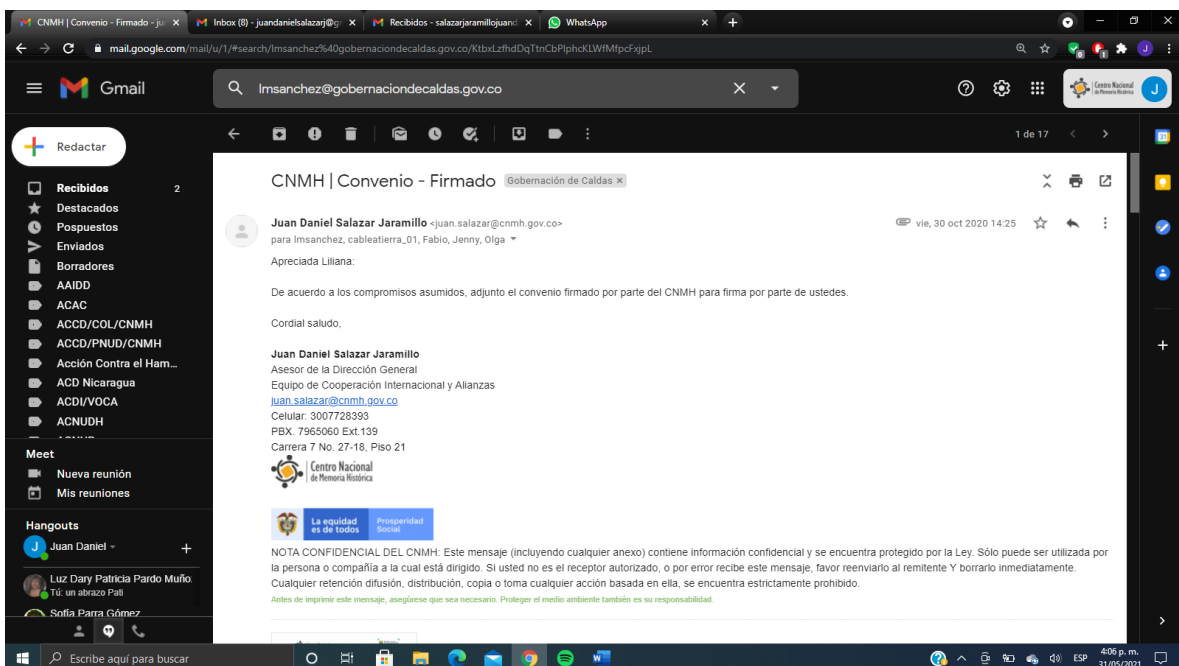 CNMH | Convenio - Firmado - ju
Inbox (8) - juandanielsalazarj@g
Recibidos - salazarjaramillojuand
WhatsApp
mail.google.com/mail/u/1/#search/lmsanchez%40gobernaciondecaldas.gov.co/KtbxLzfhdDqTtnCbPlphcKLWfMfpcFxjpL
Gmail
lmsanchez@gobernaciondecaldas.gov.co
Centro Nacional
de Memoria Histórica
J
Redactar
1 de 17
Recibidos 2
Destacados
Pospuestos
Enviados
Borradores
AAIDD
ACAC
ACCD/COL/CNMH
ACCD/PNUD/CNMH
Acción Contra el Ham...
ACD Nicaragua
ACDI/VOCA
ACNUDH
Meet
Nueva reunión
Mis reuniones
Hangouts
J Juan Daniel
Luz Dary Patricia Pardo Muño
Tú: un abrazo Pati
Sofía Parra Gómez
CNMH | Convenio - Firmado Gobernación de Caldas ×
Juan Daniel Salazar Jaramillo <juan.salazar@cnmh.gov.co>
vie, 30 oct 2020 14:25
para lmsanchez, cableatierra_01, Fabio, Jenny, Olga
Apreciada Liliana:
De acuerdo a los compromisos asumidos, adjunto el convenio firmado por parte del CNMH para firma por parte de ustedes.
Cordial saludo,
Juan Daniel Salazar Jaramillo
Asesor de la Dirección General
Equipo de Cooperación Internacional y Alianzas
juan.salazar@cnmh.gov.co
Celular: 3007728393
PBX. 7965060 Ext.139
Carrera 7 No. 27-18, Piso 21
Centro Nacional
de Memoria Histórica
La equidad
es de todos
Prosperidad
Social
NOTA CONFIDENCIAL DEL CNMH: Este mensaje (incluyendo cualquier anexo) contiene información confidencial y se encuentra protegido por la Ley. Sólo puede ser utilizada por
la persona o compañía a la cual está dirigido. Si usted no es el receptor autorizado, o por error recibe este mensaje, favor reenviarlo al remitente Y borrarlo inmediatamente.
Cualquier retención difusión, distribución, copia o toma cualquier acción basada en ella, se encuentra estrictamente prohibido.
Antes de imprimir este mensaje, asegúrese que sea necesario. Proteger el medio ambiente también es su responsabilidad.
Escribe aquí para buscar
ESP
4:06 p. m.
31/05/2021